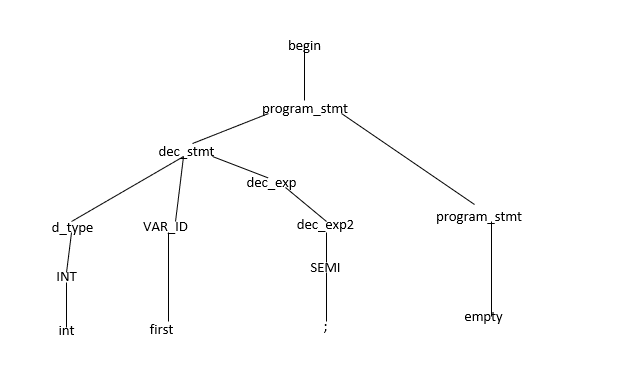 begin
program_stmt
dec_stmt
dec_exp
program_stmt
d_type
VAR_ID
dec_exp2
INT
SEMI
empty
int
first
;